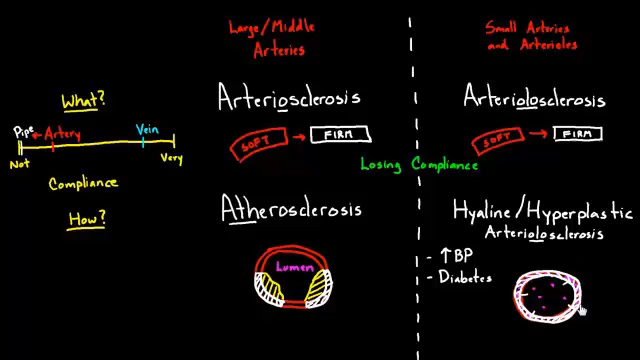 Large/Middle
Arteries
Small Arteries
and Arterioles
What?
Arteriosclerosis
Arteriolosclerosis
Pipe
Artery
Vein
SOFT
FIRM
SOFT
FIRM
Not
Very
Losing Compliance
Compliance
How?
Atherosclerosis
Hyaline/Hyperplastic
Arteriolosclerosis
- ↑BP
- Diabetes
Lumen